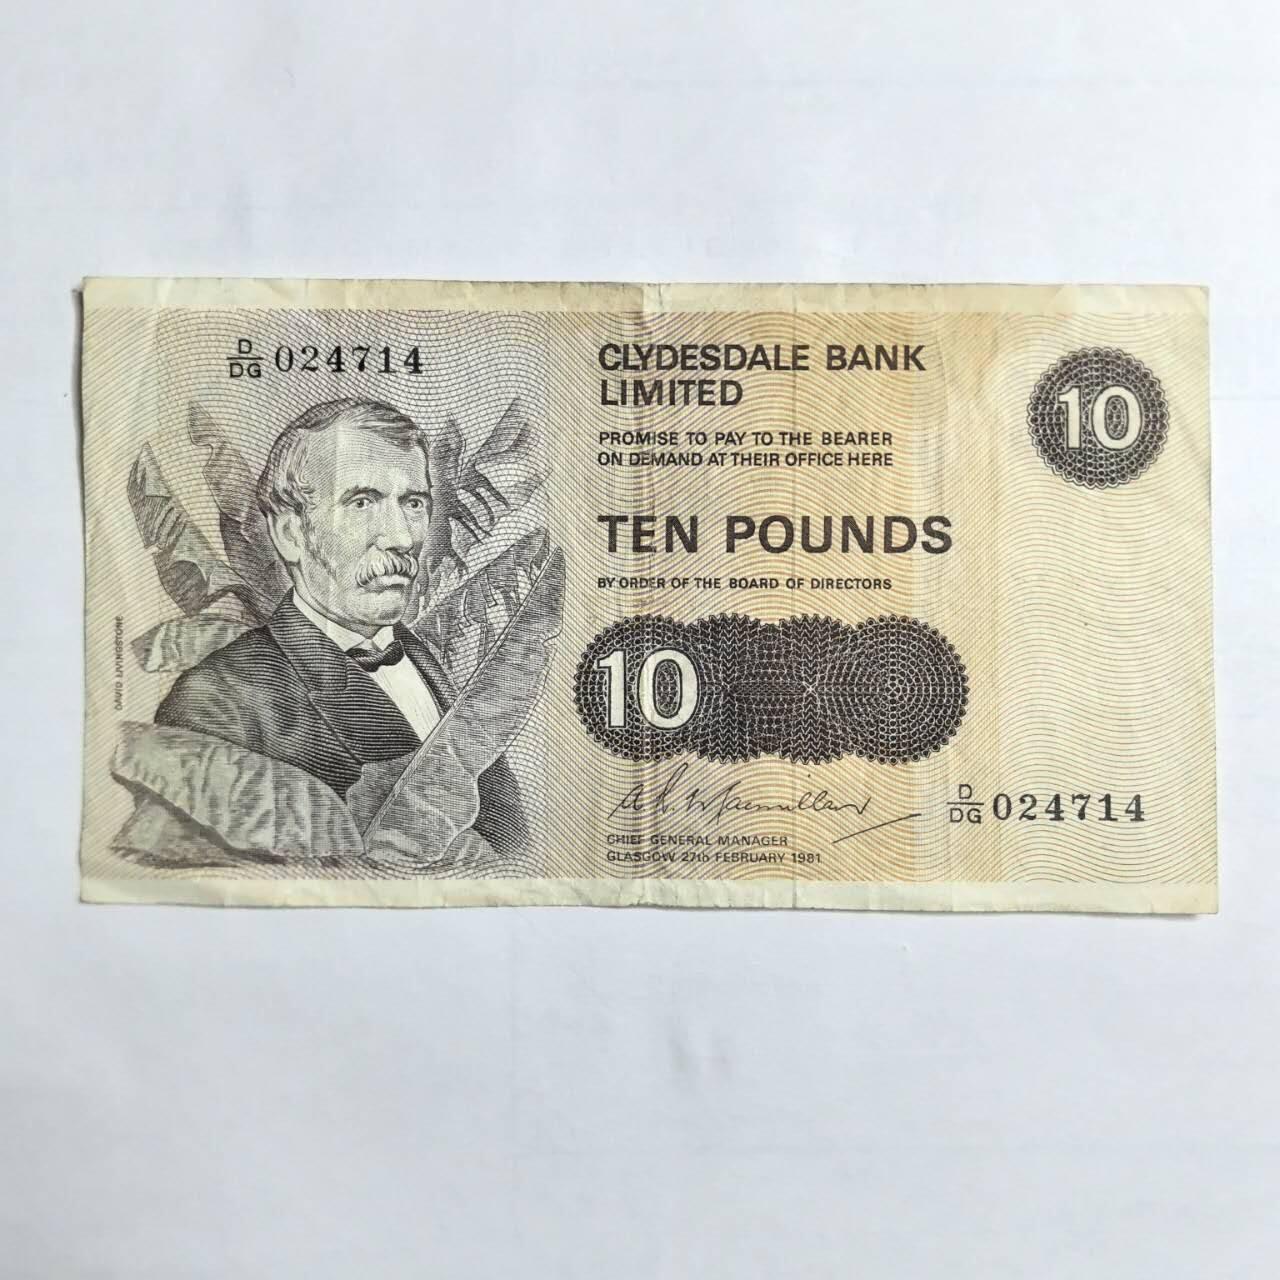 D/DG 024714
CLYDESDALE BANK
LIMITED
PROMISE TO PAY TO THE BEARER
ON DEMAND AT THEIR OFFICE HERE
TEN POUNDS
BY ORDER OF THE BOARD OF DIRECTORS
10
10
DAVID LIVINGSTONE
A. R. Macmillan
CHIEF GENERAL MANAGER
GLASGOW 27th FEBRUARY 1981
D/DG 024714